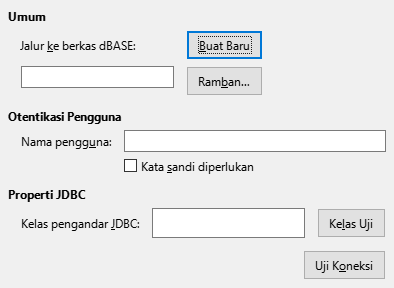 Umum
Jalur ke berkas dBASE:
Buat Baru
Ramban...
Otentikasi Pengguna
Nama pengguna:
Kata sandi diperlukan
Properti JDBC
Kelas pengandar JDBC:
Kelas Uji
Uji Koneksi